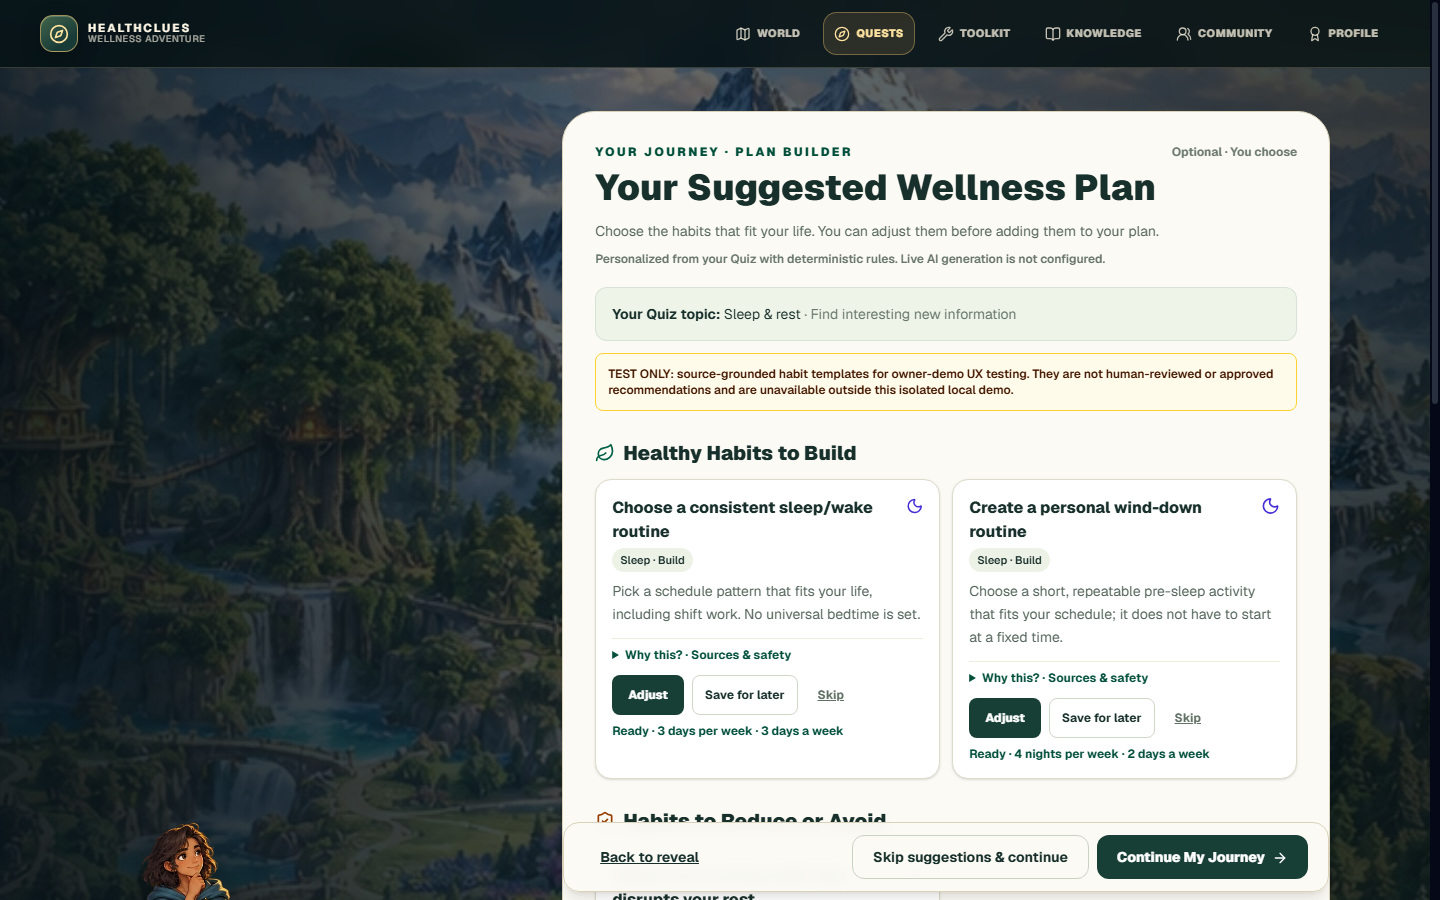 HEALTHCLUES
WELLNESS ADVENTURE
WORLD
QUESTS
TOOLKIT
KNOWLEDGE
COMMUNITY
PROFILE
YOUR JOURNEY · PLAN BUILDER
Optional · You choose
Your Suggested Wellness Plan
Choose the habits that fit your life. You can adjust them before adding them to your plan.
Personalized from your Quiz with deterministic rules. Live AI generation is not configured.
Your Quiz topic: Sleep & rest · Find interesting new information
TEST ONLY: source-grounded habit templates for owner-demo UX testing. They are not human-reviewed or approved
recommendations and are unavailable outside this isolated local demo.
Healthy Habits to Build
Choose a consistent sleep/wake
routine
Sleep · Build
Pick a schedule pattern that fits your life,
including shift work. No universal bedtime is set.
Why this? · Sources & safety
Adjust
Save for later
Skip
Ready · 3 days per week · 3 days a week
Create a personal wind-down
routine
Sleep · Build
Choose a short, repeatable pre-sleep activity
that fits your schedule; it does not have to start
at a fixed time.
Why this? · Sources & safety
Adjust
Save for later
Skip
Ready · 4 nights per week · 2 days a week
Habits to Reduce or Avoid
disrupts your rest
Back to reveal
Skip suggestions & continue
Continue My Journey